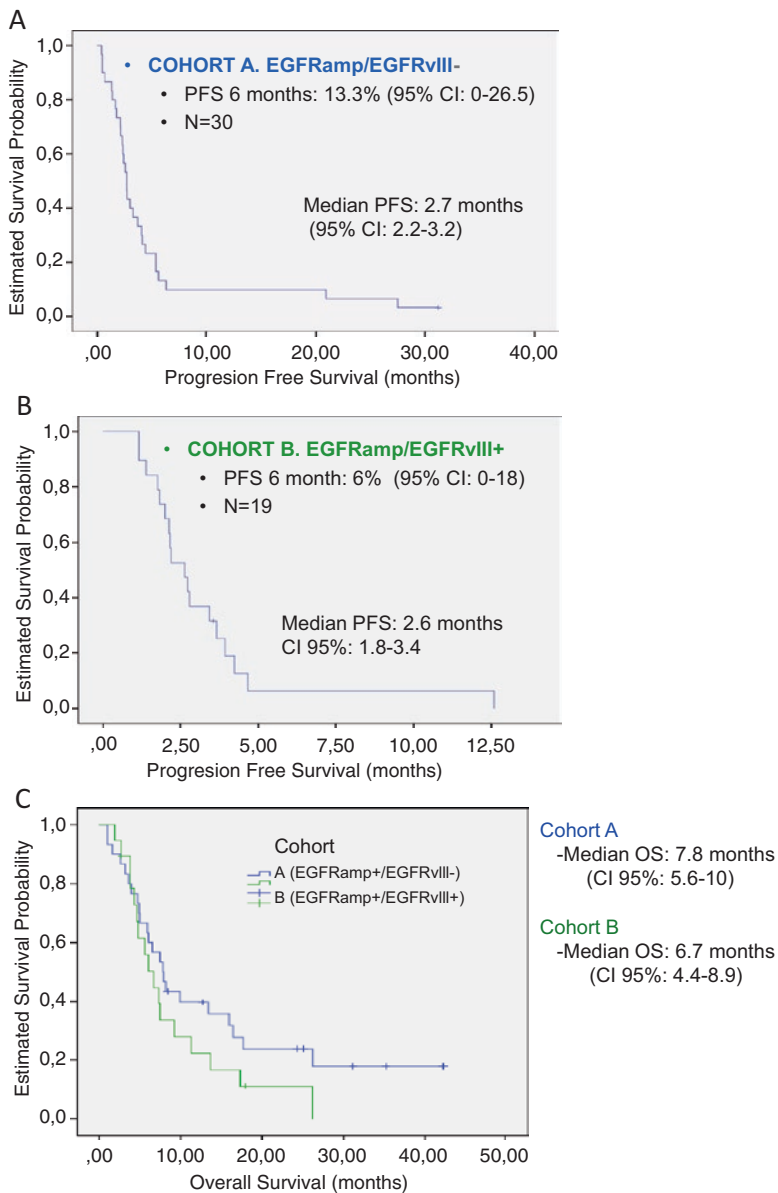 A
Estimated Survival Probability
1,0
0,8
0,6
0,4
0,2
0,0
• COHORT A. EGFRamp/EGFRvIII-
• PFS 6 months: 13.3% (95% CI: 0-26.5)
• N=30
Median PFS: 2.7 months
(95% CI: 2.2-3.2)
,00 10,00 20,00 30,00 40,00
Progresion Free Survival (months)
B
Estimated Survival Probability
1,0
0,8
0,6
0,4
0,2
0,0
• COHORT B. EGFRamp/EGFRvIII+
• PFS 6 month: 6% (95% CI: 0-18)
• N=19
Median PFS: 2.6 months
CI 95%: 1.8-3.4
,00 2,50 5,00 7,50 10,00 12,50
Progresion Free Survival (months)
C
Estimated Survival Probability
1,0
0,8
0,6
0,4
0,2
0,0
Cohort
A (EGFRamp+/EGFRvIII-)
B (EGFRamp+/EGFRvIII+)
,00 10,00 20,00 30,00 40,00 50,00
Overall Survival (months)
Cohort A
-Median OS: 7.8 months
(CI 95%: 5.6-10)
Cohort B
-Median OS: 6.7 months
(CI 95%: 4.4-8.9)